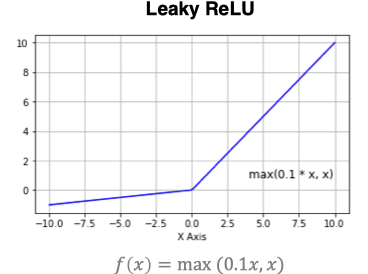 Leaky ReLU
10
8
6
4
2
0
max(0.1 * x, x)
−10.0 −7.5 −5.0 −2.5 0.0 2.5 5.0 7.5 10.0
X Axis
f(x) = max (0.1x, x)